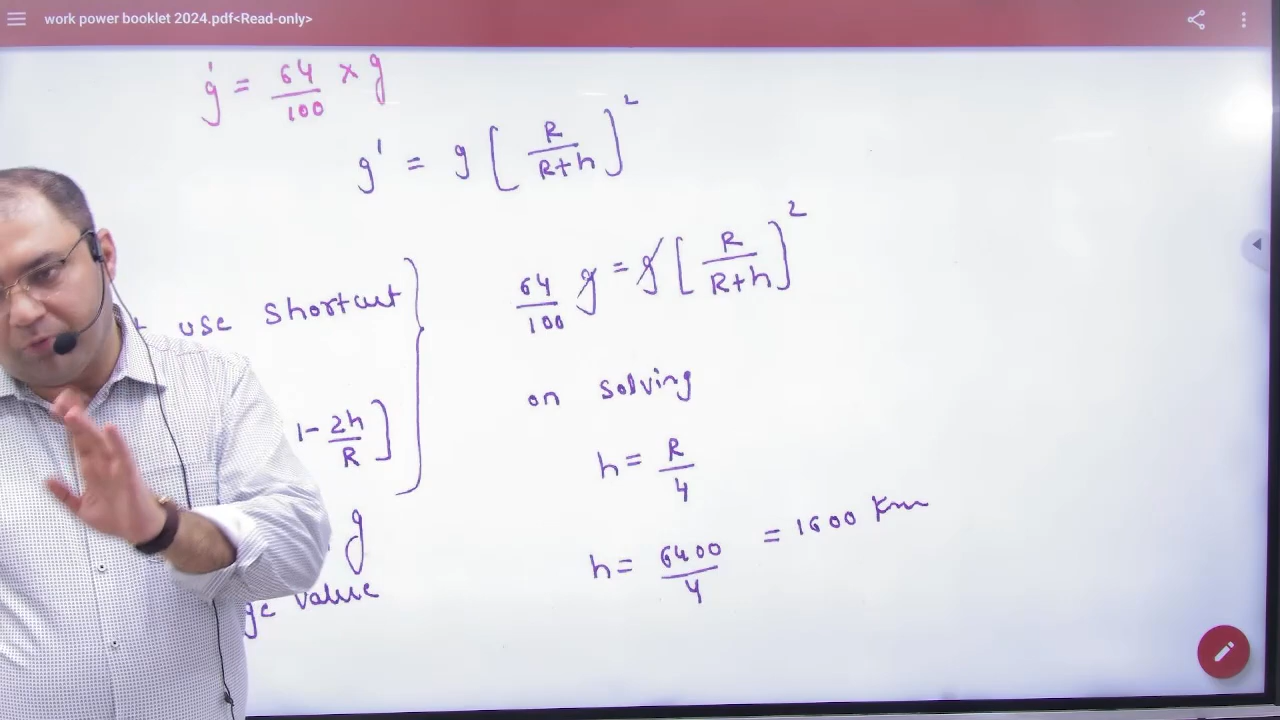 work power booklet 2024.pdf<Read-only>
g' = 64/100 × g
g' = g [R/R+h]²
64/100 g = g [R/R+h]²
use shortcut
on solving
1 - 2h/R]
h = R/4
g
h = 6400/4 = 1600 Km
value